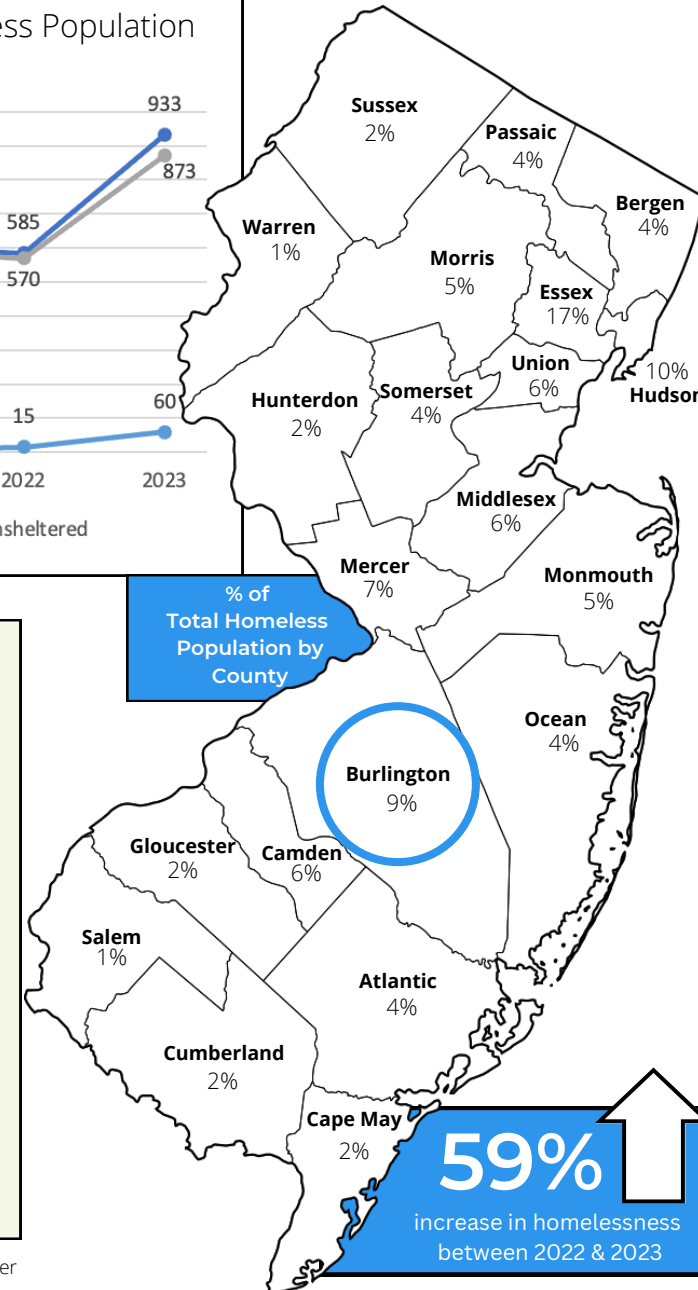 ess Population
933
873
585
570
15
60
2022
2023
nsheltered
Sussex
2%
Passaic
4%
Bergen
4%
Warren
1%
Morris
5%
Essex
17%
Union
6%
10%
Hudson
Hunterdon
2%
Somerset
4%
Middlesex
6%
Mercer
7%
Monmouth
5%
% of
Total Homeless
Population by
County
Ocean
4%
Burlington
9%
Gloucester
2%
Camden
6%
Salem
1%
Atlantic
4%
Cumberland
2%
Cape May
2%
59%
increase in homelessness
between 2022 & 2023
er